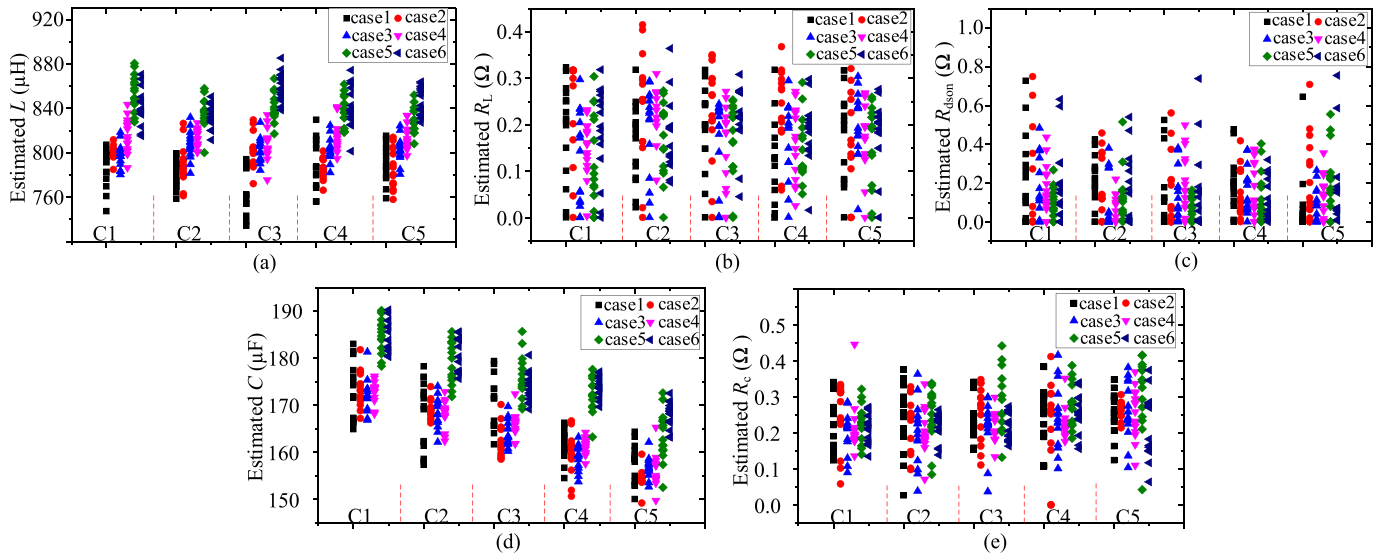 Estimated L (μH)
920
880
840
800
760
case1 case2
case3 case4
case5 case6
C1 C2 C3 C4 C5
(a)
Estimated RL (Ω)
0.4
0.3
0.2
0.1
0.0
case1 case2
case3 case4
case5 case6
C1 C2 C3 C4 C5
(b)
Estimated Rdson (Ω)
1.0
0.8
0.6
0.4
0.2
0.0
case1 case2
case3 case4
case5 case6
C1 C2 C3 C4 C5
(c)
Estimated C (μF)
190
180
170
160
150
case1 case2
case3 case4
case5 case6
C1 C2 C3 C4 C5
(d)
Estimated Rc (Ω)
0.5
0.4
0.3
0.2
0.1
0.0
case1 case2
case3 case4
case5 case6
C1 C2 C3 C4 C5
(e)